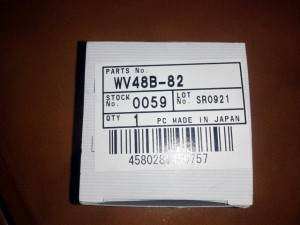 PARTS No.
WV48B-82
STOCK No. 0059 LOT No. SR0921
QTY 1 PC MADE IN JAPAN